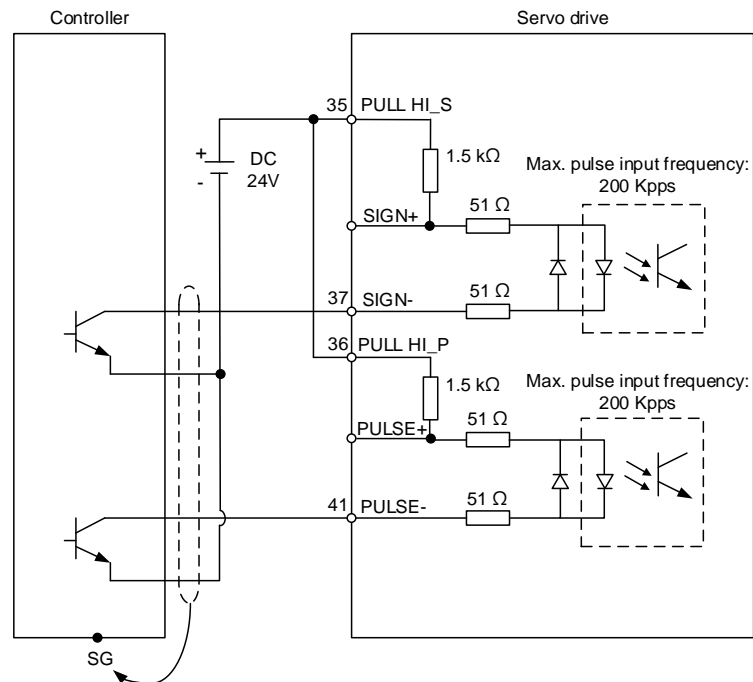 Controller
Servo drive
35
PULL HI_S
+
DC
24V
-
1.5 kΩ
Max. pulse input frequency:
200 Kpps
SIGN+
51 Ω
37
SIGN-
51 Ω
36
PULL HI_P
1.5 kΩ
Max. pulse input frequency:
200 Kpps
PULSE+
51 Ω
41
PULSE-
51 Ω
SG